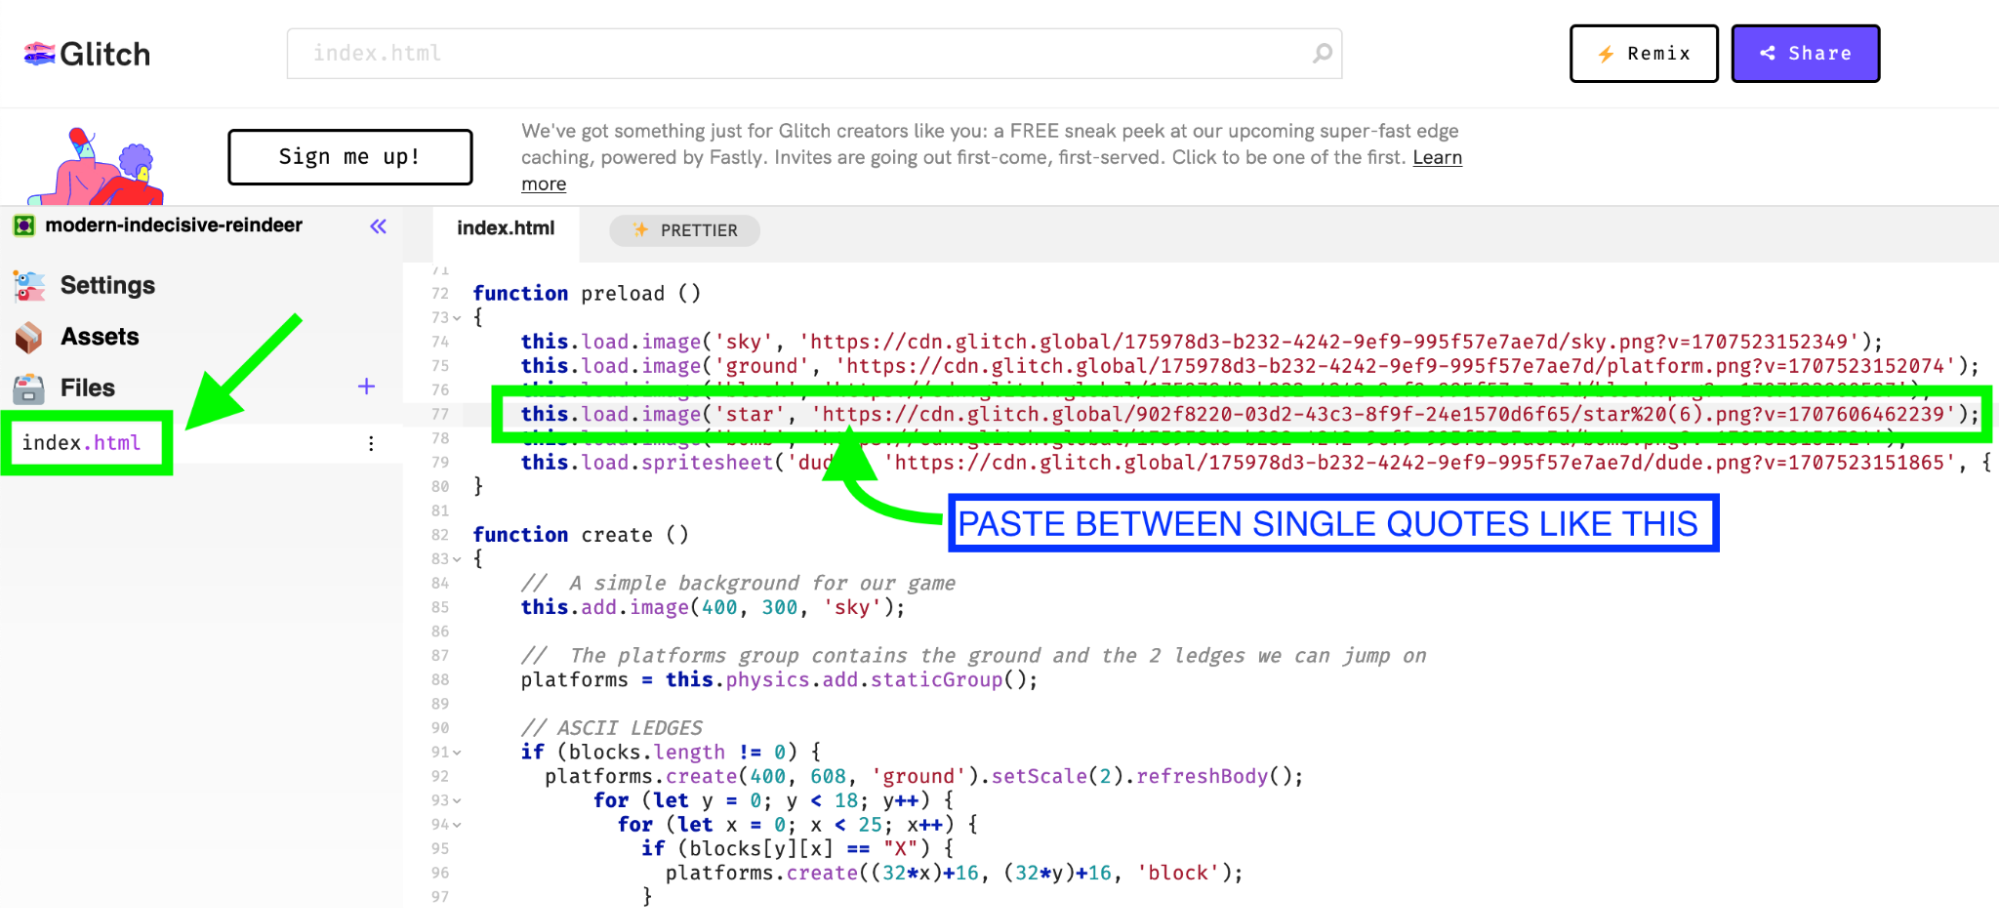 Glitch
index.html
⚡ Remix
Share
Sign me up!
We've got something just for Glitch creators like you: a FREE sneak peek at our upcoming super-fast edge
caching, powered by Fastly. Invites are going out first-come, first-served. Click to be one of the first. Learn
more
modern-indecisive-reindeer
«
index.html
✨ PRETTIER
Settings
Assets
Files +
index.html
71
72 function preload ()
73 {
74 this.load.image('sky', 'https://cdn.glitch.global/175978d3-b232-4242-9ef9-995f57e7ae7d/sky.png?v=1707523152349');
75 this.load.image('ground', 'https://cdn.glitch.global/175978d3-b232-4242-9ef9-995f57e7ae7d/platform.png?v=1707523152074');
76
77 this.load.image('star', 'https://cdn.glitch.global/902f8220-03d2-43c3-8f9f-24e1570d6f65/star%20(6).png?v=1707606462239');
78
79 this.load.spritesheet('dud 'https://cdn.glitch.global/175978d3-b232-4242-9ef9-995f57e7ae7d/dude.png?v=1707523151865', {
80 }
PASTE BETWEEN SINGLE QUOTES LIKE THIS
81
82 function create ()
83 {
84 //  A simple background for our game
85 this.add.image(400, 300, 'sky');
86
87 //  The platforms group contains the ground and the 2 ledges we can jump on
88 platforms = this.physics.add.staticGroup();
89
90 // ASCII LEDGES
91 if (blocks.length != 0) {
92 platforms.create(400, 608, 'ground').setScale(2).refreshBody();
93 for (let y = 0; y < 18; y++) {
94 for (let x = 0; x < 25; x++) {
95 if (blocks[y][x] == "X") {
96 platforms.create((32*x)+16, (32*y)+16, 'block');
97 }